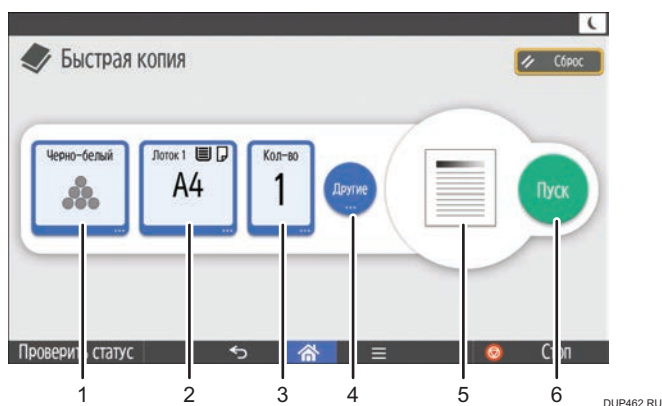 Быстрая копия
Сброс
Черно-белый
Лоток 1
A4
Кол-во
1
Другие
...
Пуск
Проверить статус
Стоп
1 2 3 4 5 6
DUP462 RU